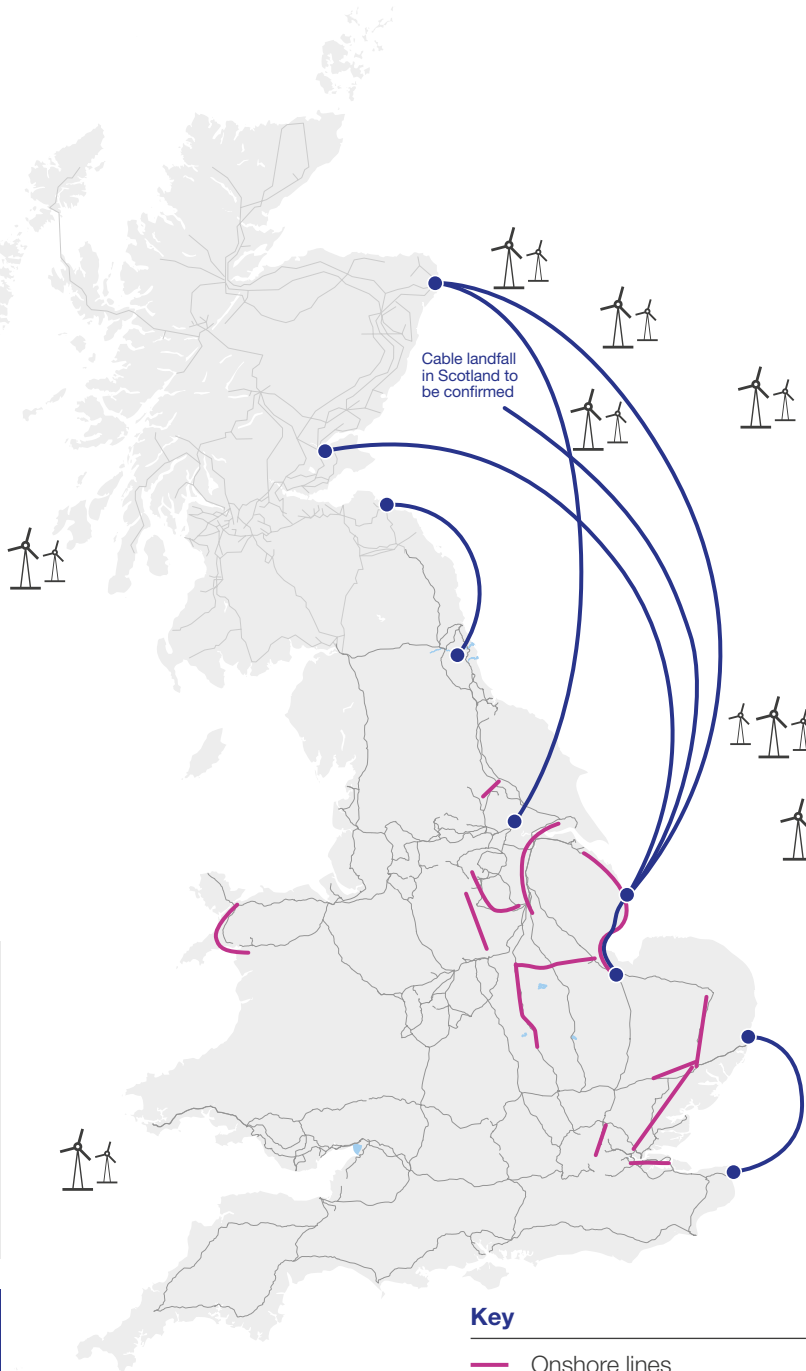 Cable landfall
in Scotland to
be confirmed
Key
Onshore lines